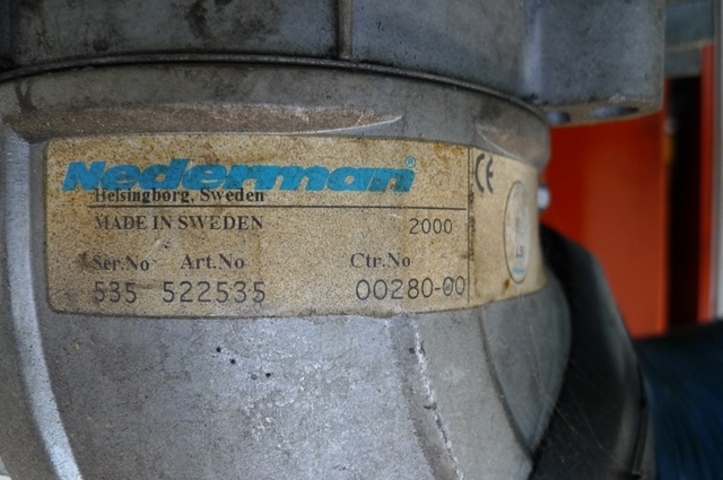 Nederman®
Helsingborg, Sweden
MADE IN SWEDEN 2000
Ser.No Art.No Ctr.No
535 522535 00280-00
CE